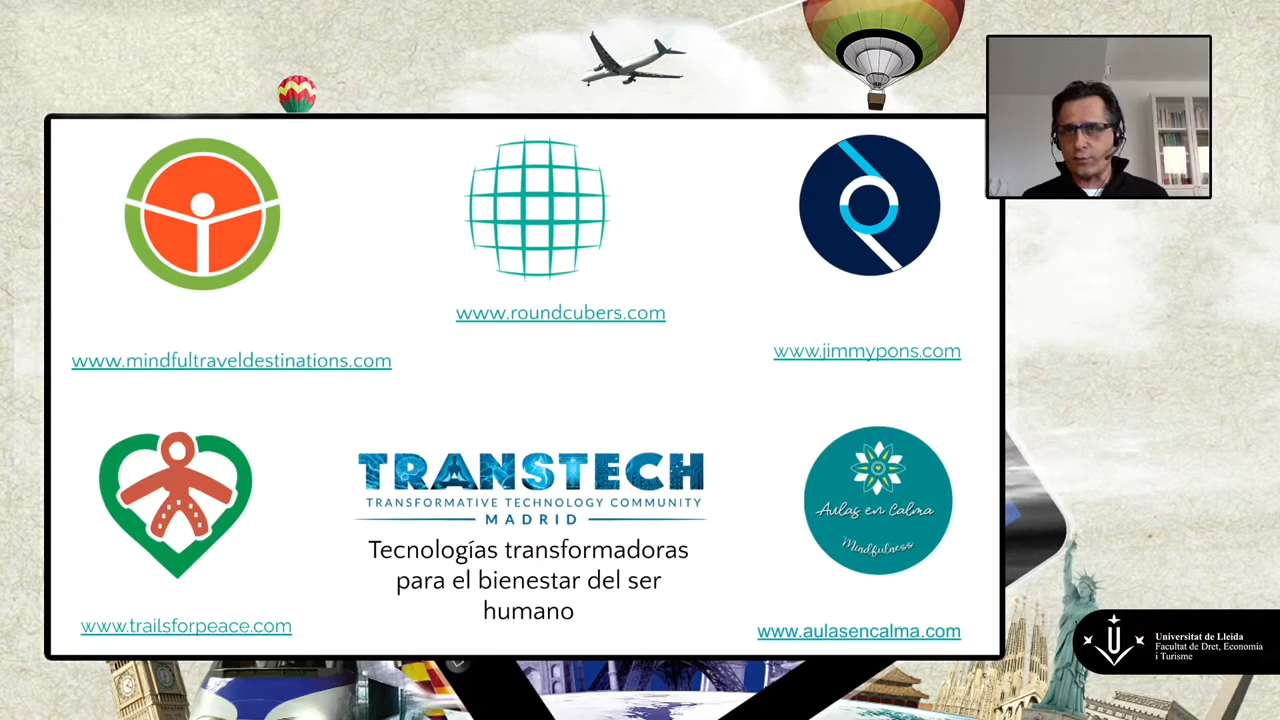 www.mindfultraveldestinations.com
www.roundcubers.com
www.jimmypons.com
www.trailsforpeace.com
TRANSTECH
TRANSFORMATIVE TECHNOLOGY COMMUNITY
MADRID
Tecnologías transformadoras
para el bienestar del ser
humano
Aulas en Calma
Mindfulness
www.aulasencalma.com
Universitat de Lleida
Facultat de Dret, Economia
i Turisme